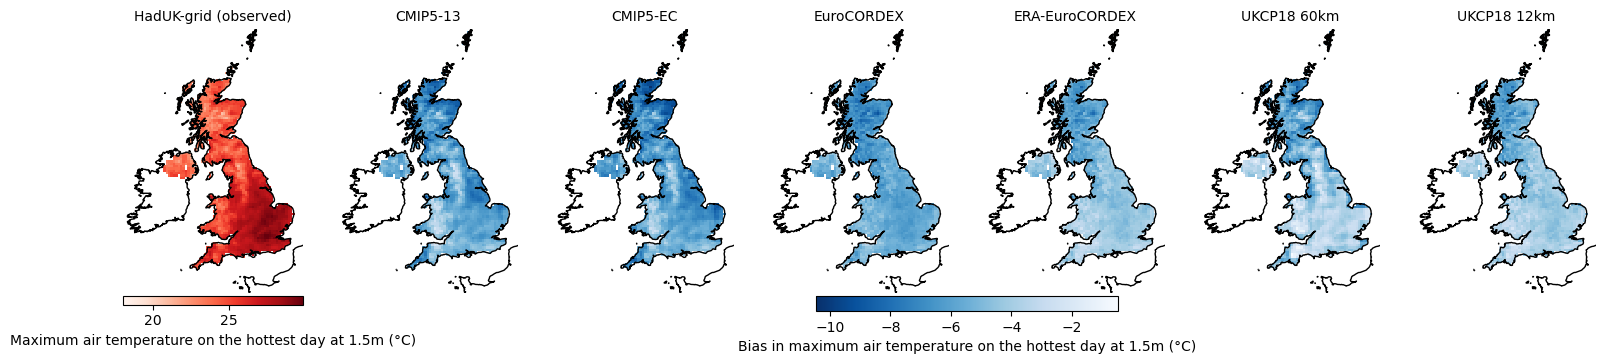 HadUK-grid (observed)
CMIP5-13
CMIP5-EC
EuroCORDEX
ERA-EuroCORDEX
UKCP18 60km
UKCP18 12km
20
25
Maximum air temperature on the hottest day at 1.5m (°C)
−10
−8
−6
−4
−2
Bias in maximum air temperature on the hottest day at 1.5m (°C)